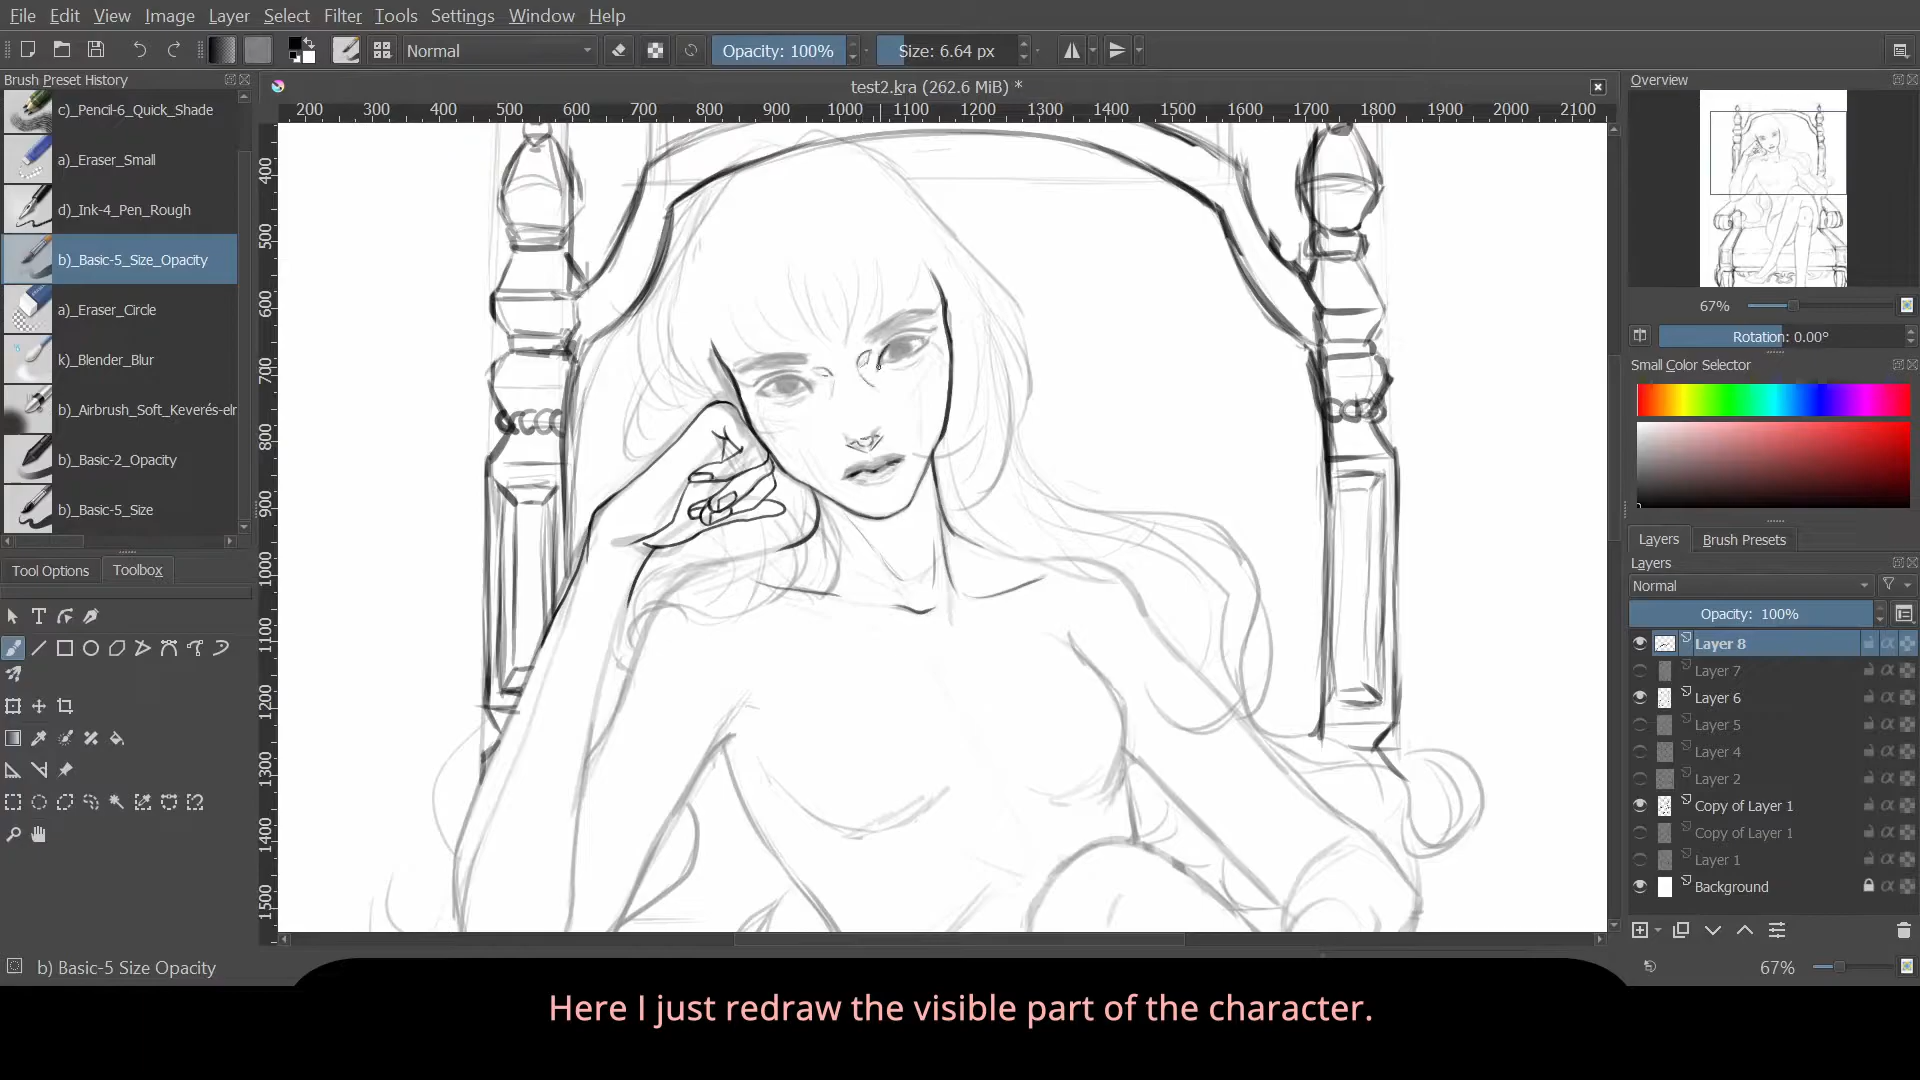 File Edit View Image Layer Select Filter Tools Settings Window Help
Normal
Opacity: 100%
Size: 6.64 px
Brush Preset History
c)_Pencil-6_Quick_Shade
a)_Eraser_Small
d)_Ink-4_Pen_Rough
b)_Basic-5_Size_Opacity
a)_Eraser_Circle
k)_Blender_Blur
b)_Airbrush_Soft_Keverés-elr
b)_Basic-2_Opacity
b)_Basic-5_Size
Tool Options Toolbox
test2.kra (262.6 MiB) *
200 300 400 500 600 700 800 900 1000 1100 1200 1300 1400 1500 1600 1700 1800 1900 2000 2100
400
500
600
700
800
900
1000
1100
1200
1300
1400
1500
Overview
67%
Rotation: 0.00°
Small Color Selector
Layers Brush Presets
Layers
Normal
Opacity: 100%
Layer 8
Layer 7
Layer 6
Layer 5
Layer 4
Layer 2
Copy of Layer 1
Copy of Layer 1
Layer 1
Background
b) Basic-5 Size Opacity
67%
Here I just redraw the visible part of the character.